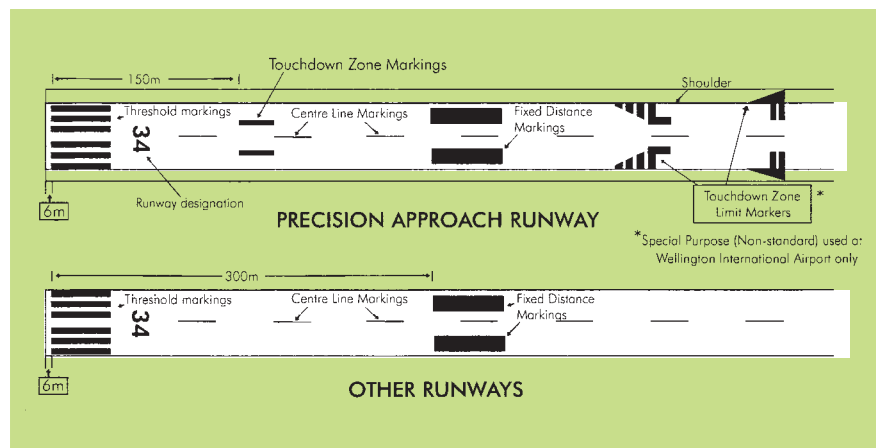 Touchdown Zone Markings
150m
Shoulder
Threshold markings
Centre Line Markings
Fixed Distance
Markings
34
Runway designation
6m
Touchdown Zone
Limit Markers
*
PRECISION APPROACH RUNWAY
*Special Purpose (Non-standard) used at
Wellington International Airport only
300m
Threshold markings
Centre Line Markings
Fixed Distance
Markings
34
6m
OTHER RUNWAYS